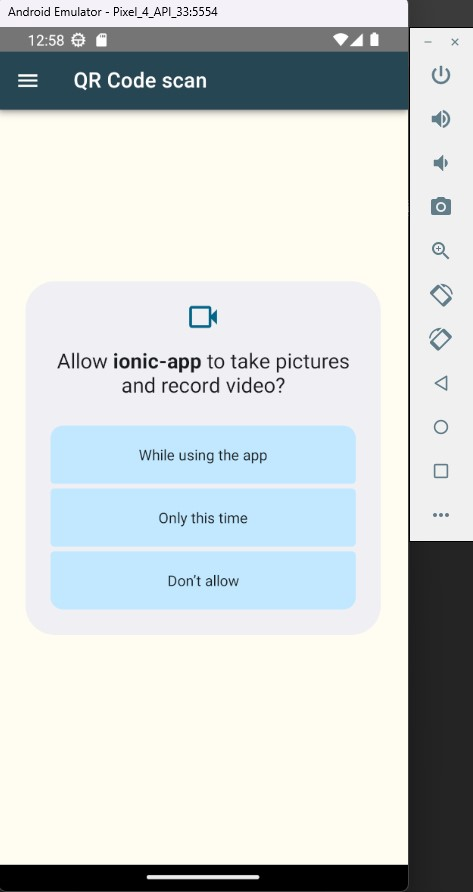 Android Emulator - Pixel_4_API_33:5554
12:58
QR Code scan
Allow ionic-app to take pictures
and record video?
While using the app
Only this time
Don't allow